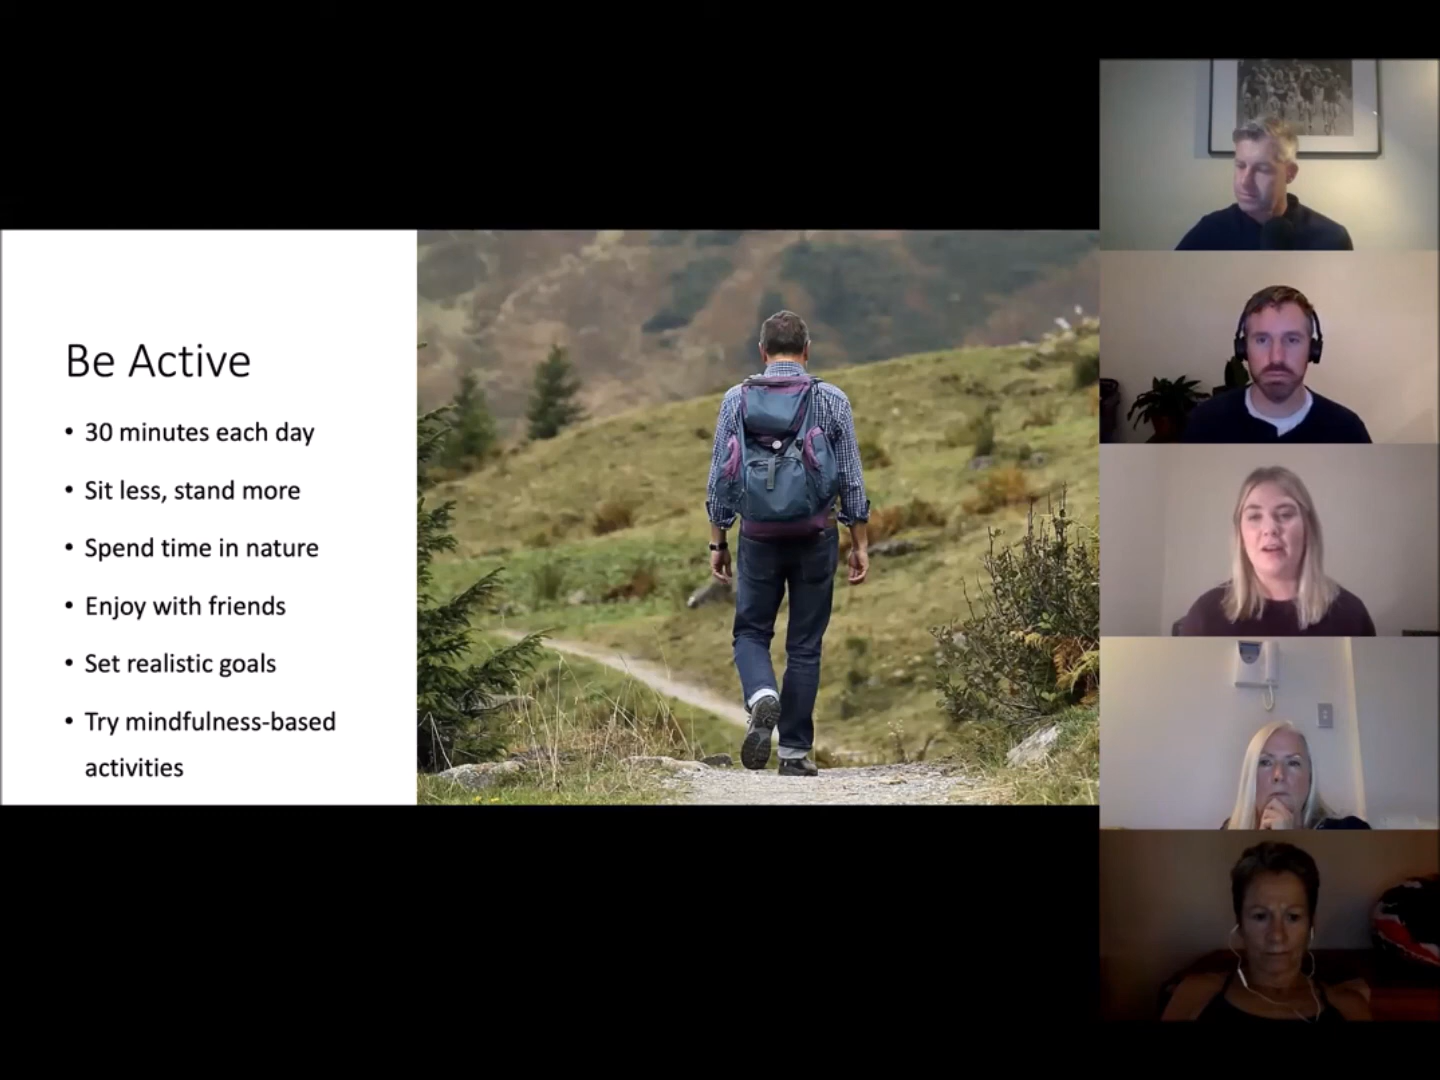 Be Active
• 30 minutes each day
• Sit less, stand more
• Spend time in nature
• Enjoy with friends
• Set realistic goals
• Try mindfulness-based
activities